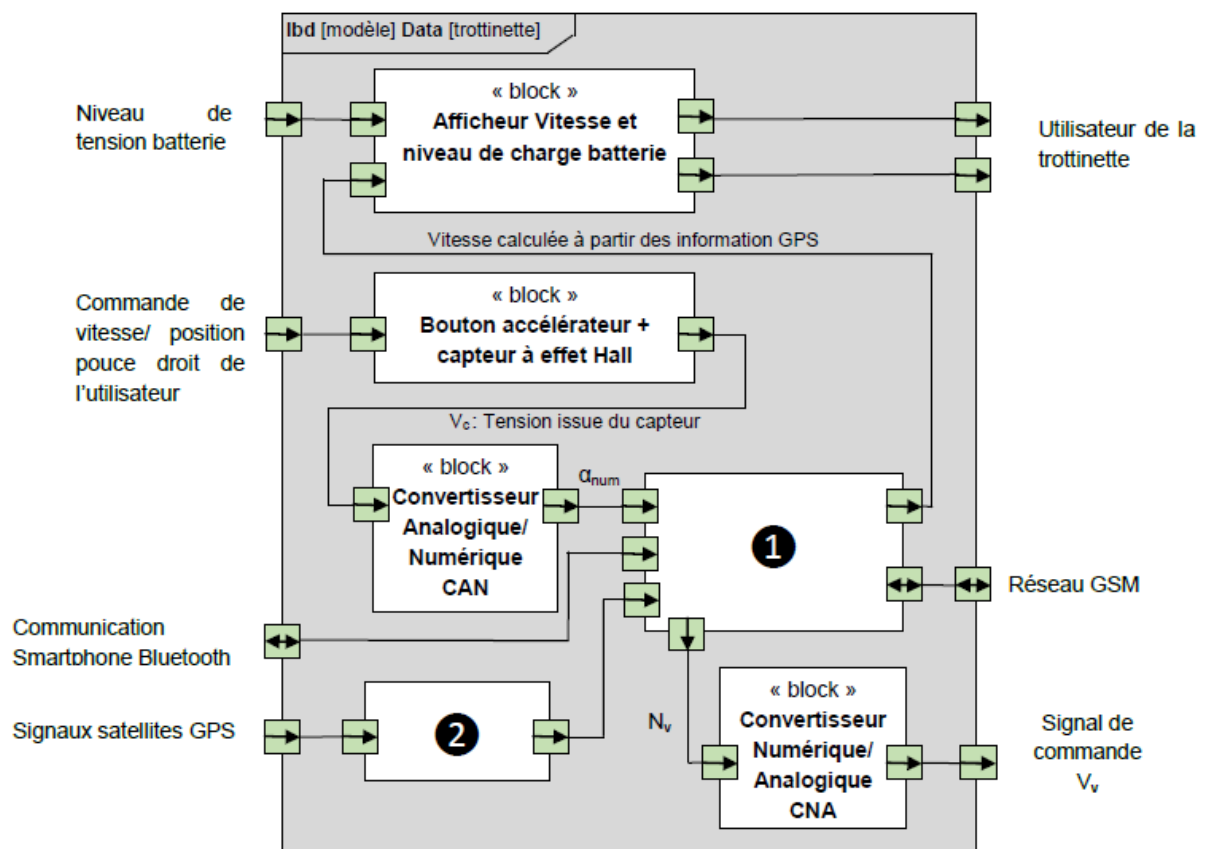 Ibd [modèle] Data [trottinette]
Niveau de
tension batterie
« block »
Afficheur Vitesse et
niveau de charge batterie
Utilisateur de la
trottinette
Vitesse calculée à partir des information GPS
Commande de
vitesse/ position
pouce droit de
l'utilisateur
« block »
Bouton accélérateur +
capteur à effet Hall
Vc : Tension issue du capteur
« block »
Convertisseur
Analogique/
Numérique
CAN
αnum
1
Réseau GSM
Communication
Smartphone Bluetooth
Signaux satellites GPS
2
Nv
« block »
Convertisseur
Numérique/
Analogique
CNA
Signal de
commande
Vv